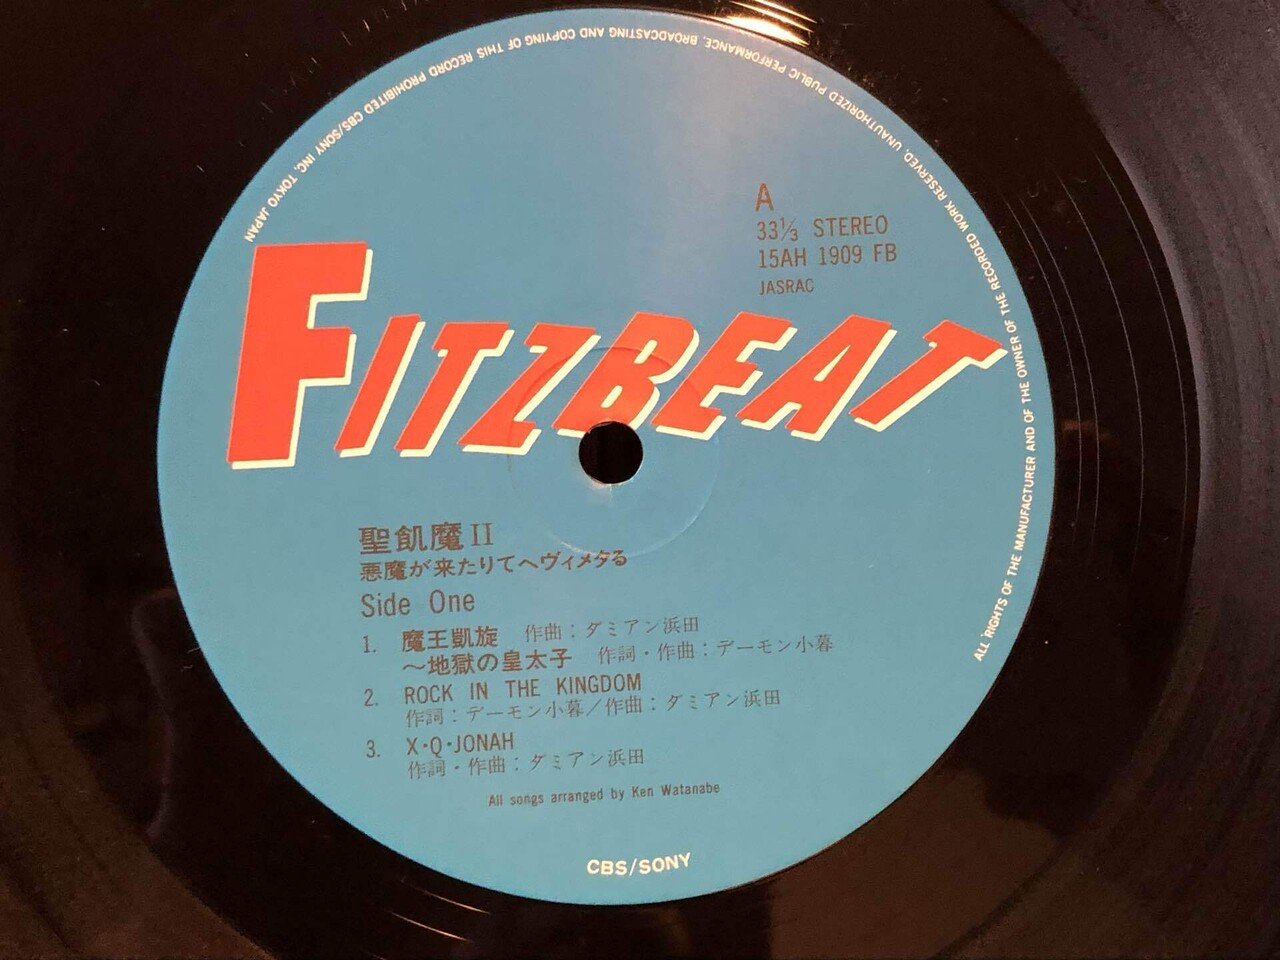 ALL RIGHTS OF THE MANUFACTURER AND OF THE OWNER OF THE RECORDED WORK RESERVED. UNAUTHORIZED PUBLIC PERFORMANCE, BROADCASTING AND COPYING OF THIS RECORD PROHIBITED CBS/SONY INC. TOKYO JAPAN
A
33⅓ STEREO
15AH 1909 FB
JASRAC
FITZBEAT
聖飢魔II
悪魔が来たりてヘヴィメタる
Side One
1. 魔王凱旋 作曲：ダミアン浜田
〜地獄の皇太子 作詞・作曲：デーモン小暮
2. ROCK IN THE KINGDOM
作詞：デーモン小暮／作曲：ダミアン浜田
3. X・Q・JONAH
作詞・作曲：ダミアン浜田
All songs arranged by Ken Watanabe
CBS/SONY